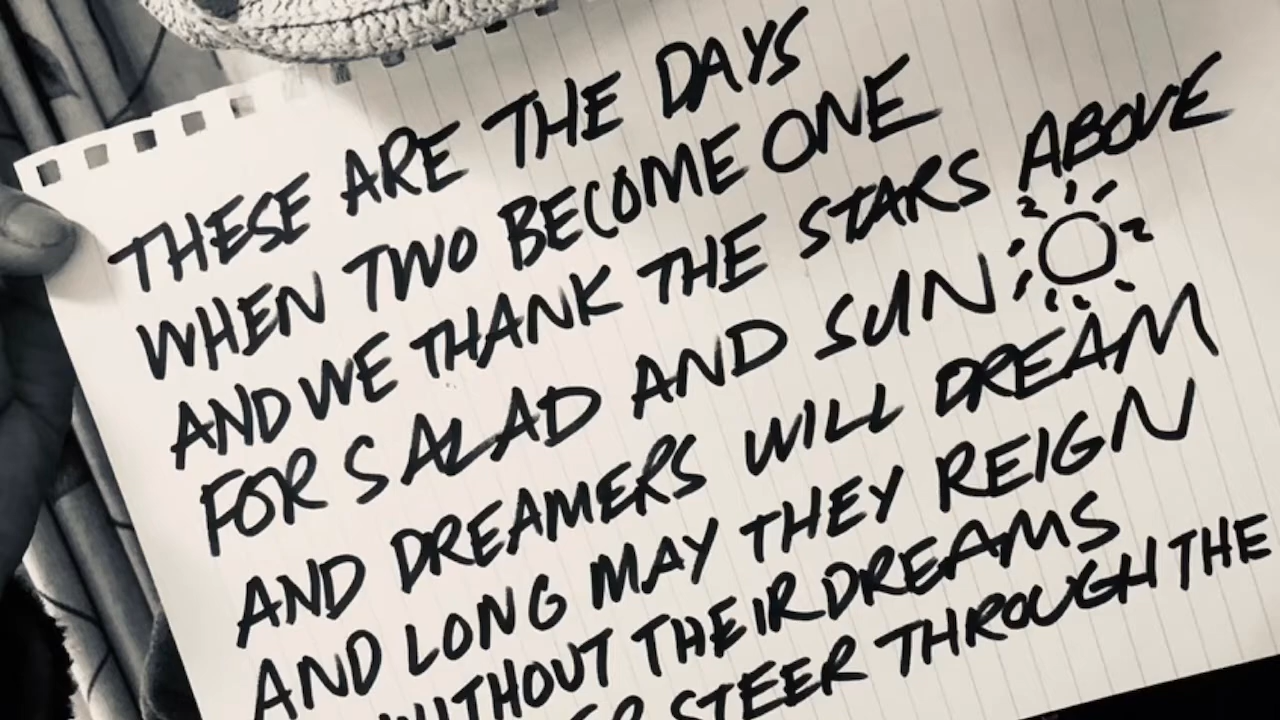 THESE ARE THE DAYS
WHEN TWO BECOME ONE
AND WE THANK THE STARS ABOVE
FOR SALAD AND SUN
AND DREAMERS WILL DREAM
AND LONG MAY THEY REIGN
WITHOUT THEIR DREAMS
STEER THROUGH THE